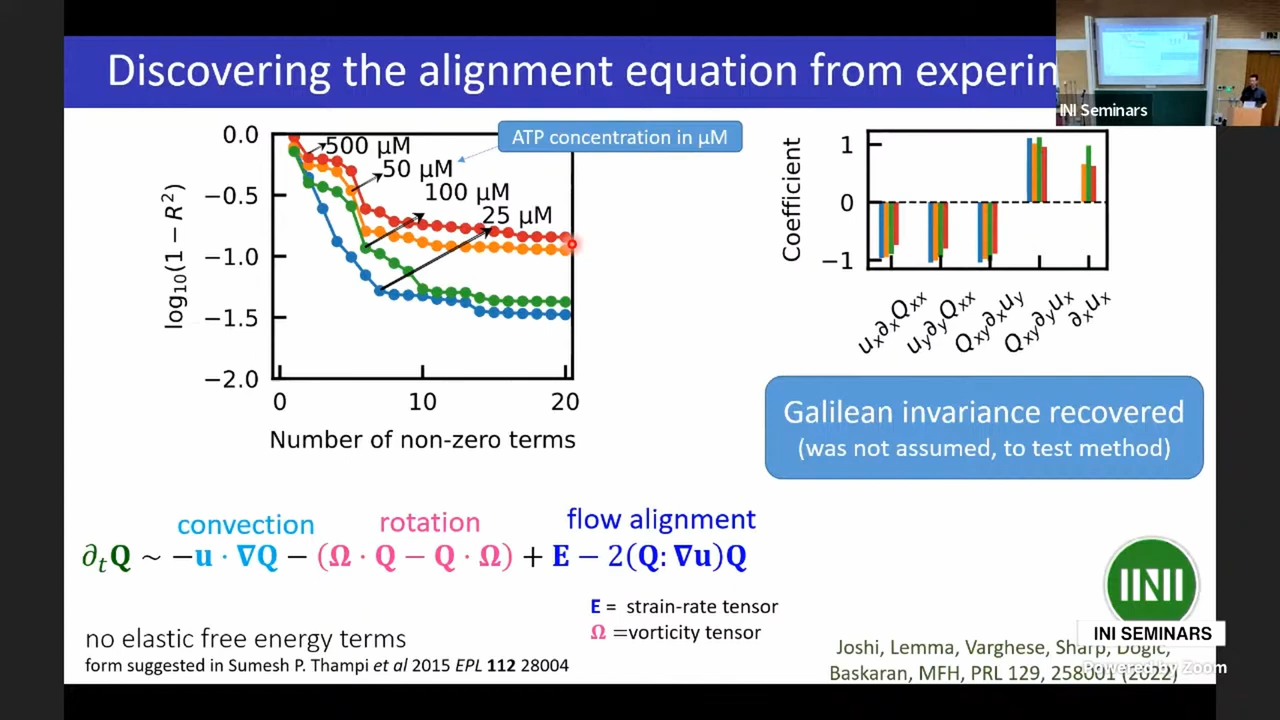 Discovering the alignment equation from experim
INI Seminars
ATP concentration in µM
500 µM
50 µM
100 µM
25 µM
0.0
−0.5
−1.0
−1.5
−2.0
log₁₀(1 − R²)
0 10 20
Number of non-zero terms
Coefficient
1
0
−1
uₓ∂ₓQₓₓ
u_y∂_yQₓₓ
Q_xy∂ₓu_y
Q_xy∂_yuₓ
∂ₓuₓ
Galilean invariance recovered
(was not assumed, to test method)
convection rotation flow alignment
∂ₜQ ~ −u · ∇Q − (Ω · Q − Q · Ω) + E − 2(Q: ∇u)Q
E = strain-rate tensor
Ω =vorticity tensor
no elastic free energy terms
form suggested in Sumesh P. Thampi et al 2015 EPL 112 28004
INI SEMINARS
Joshi, Lemma, Varghese, Sharp, Dogic,
Baskaran, MFH, PRL 129, 258001 (2022)
Powered by Zoom